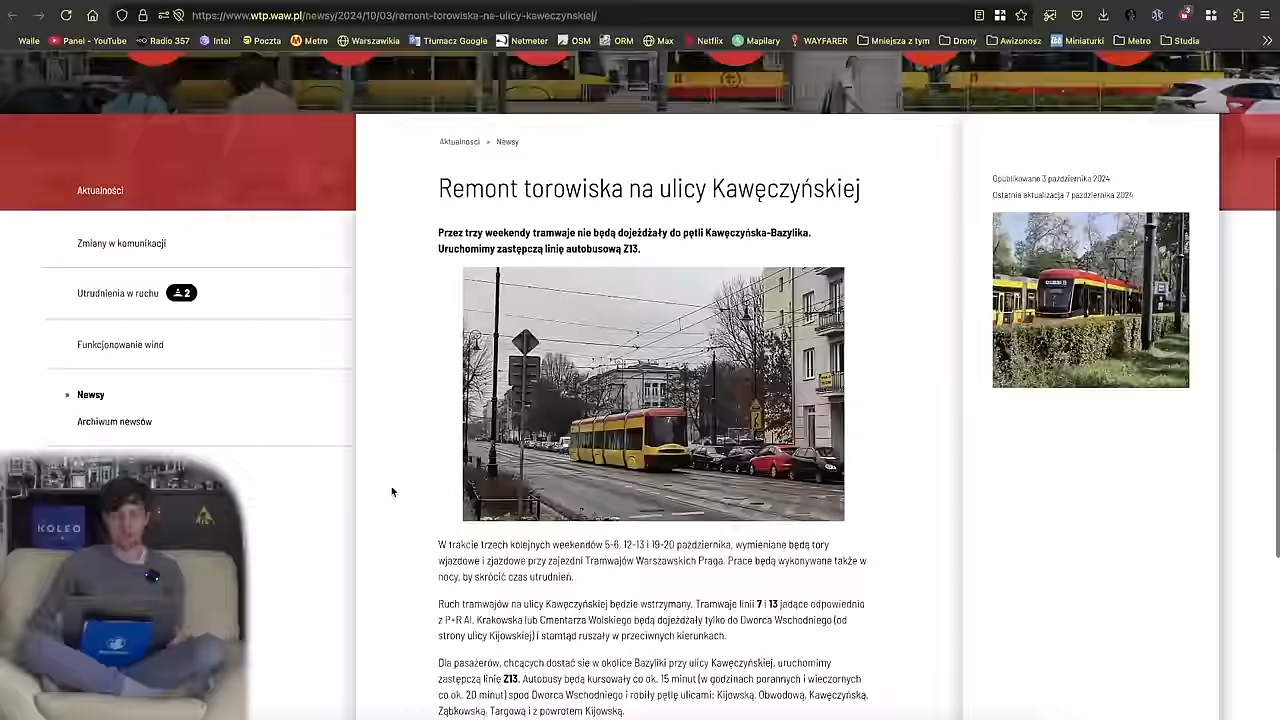 https://www.wtp.waw.pl/newsy/2024/10/03/remont-torowiska-na-ulicy-kaweczynskiej/
Walle Panel - YouTube Radio 357 Intel Poczta Metro Warszawikia Tłumacz Google Netmeter OSM ORM Max Netflix Mapiary WAYFARER Mniejsza z tym Drony Awizonosz Miniaturki Metro Studia
Aktualności
Zmiany w komunikacji
Utrudnienia w ruchu 2
Funkcjonowanie wind
» Newsy
Archiwum newsów
KOLEO
Aktualności » Newsy
Remont torowiska na ulicy Kawęczyńskiej
Przez trzy weekendy tramwaje nie będą dojeżdżały do pętli Kawęczyńska-Bazylika.
Uruchomimy zastępczą linię autobusową Z13.
7
W trakcie trzech kolejnych weekendów 5-6, 12-13 i 19-20 października, wymieniane będą tory
wjazdowe i zjazdowe przy zajezdni Tramwajów Warszawskich Praga. Prace będą wykonywane także w
nocy, by skrócić czas utrudnień.
Ruch tramwajów na ulicy Kawęczyńskiej będzie wstrzymany. Tramwaje linii 7 i 13 jadące odpowiednio
z P+R Al. Krakowska lub Cmentarza Wolskiego będą dojeżdżały tylko do Dworca Wschodniego (od
strony ulicy Kijowskiej) i stamtąd ruszały w przeciwnych kierunkach.
Dla pasażerów, chcących dostać się w okolice Bazyliki przy ulicy Kawęczyńskiej, uruchomimy
zastępczą linię Z13. Autobusy będą kursowały co ok. 15 minut (w godzinach porannych i wieczornych
co ok. 20 minut) spod Dworca Wschodniego i robiły pętlę ulicami: Kijowską, Obwodową, Kawęczyńską,
Ząbkowską, Targową i z powrotem Kijowską.
Opublikowano 3 października 2024
Ostatnia aktualizacja 7 października 2024